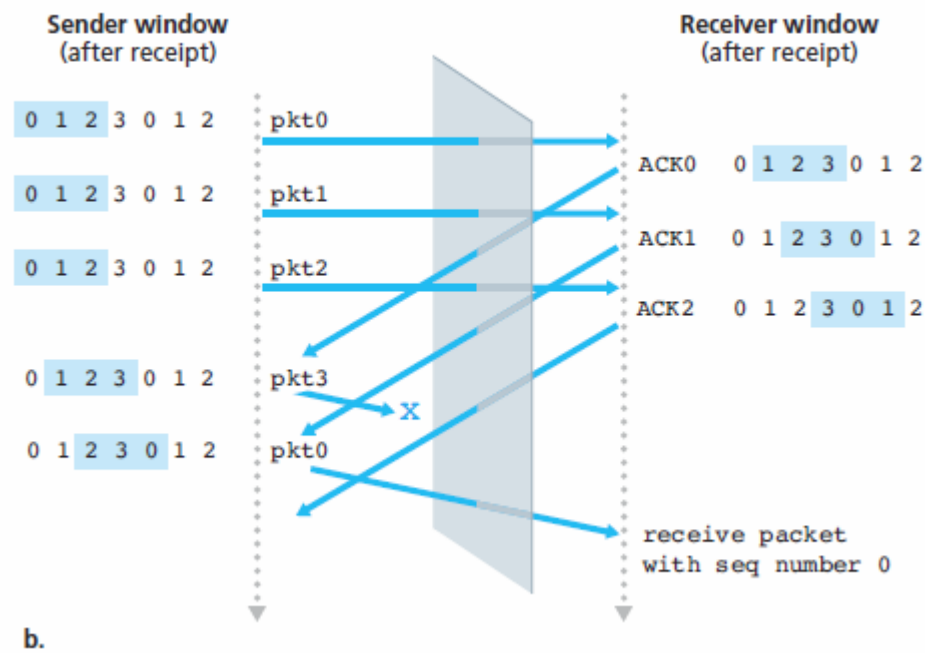 Sender window
(after receipt)
Receiver window
(after receipt)
0 1 2 3 0 1 2
pkt0
ACK0 0 1 2 3 0 1 2
0 1 2 3 0 1 2
pkt1
ACK1 0 1 2 3 0 1 2
0 1 2 3 0 1 2
pkt2
ACK2 0 1 2 3 0 1 2
0 1 2 3 0 1 2
pkt3
X
0 1 2 3 0 1 2
pkt0
receive packet
with seq number 0
b.